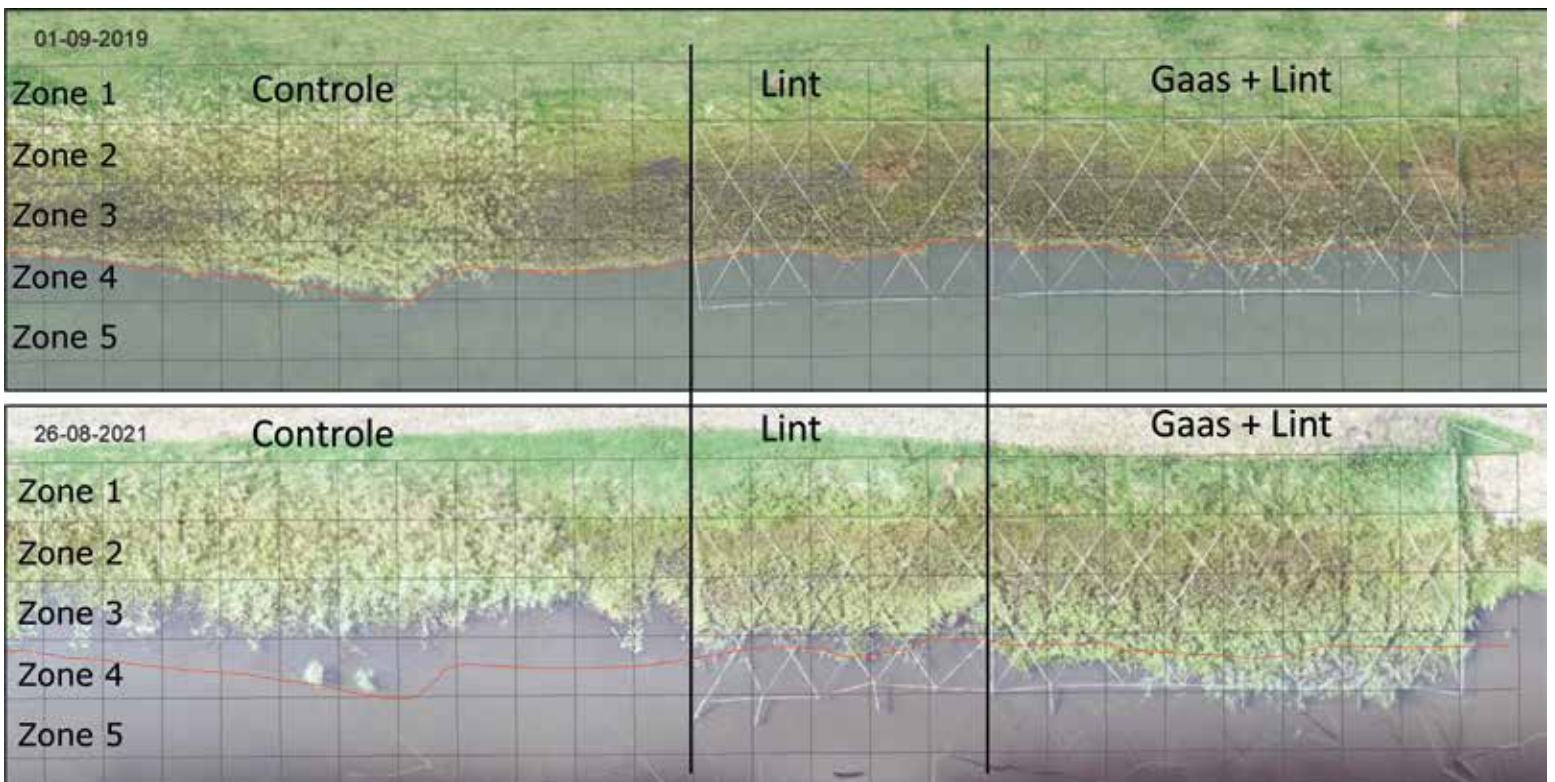 01-09-2019
Zone 1
Controle
Lint
Gaas + Lint
Zone 2
Zone 3
Zone 4
Zone 5
26-08-2021
Controle
Lint
Gaas + Lint
Zone 1
Zone 2
Zone 3
Zone 4
Zone 5